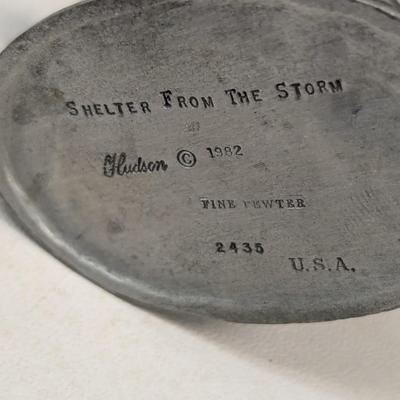 SHELTER FROM THE STORM
Hudson © 1982
FINE PEWTER
2435
U.S.A.